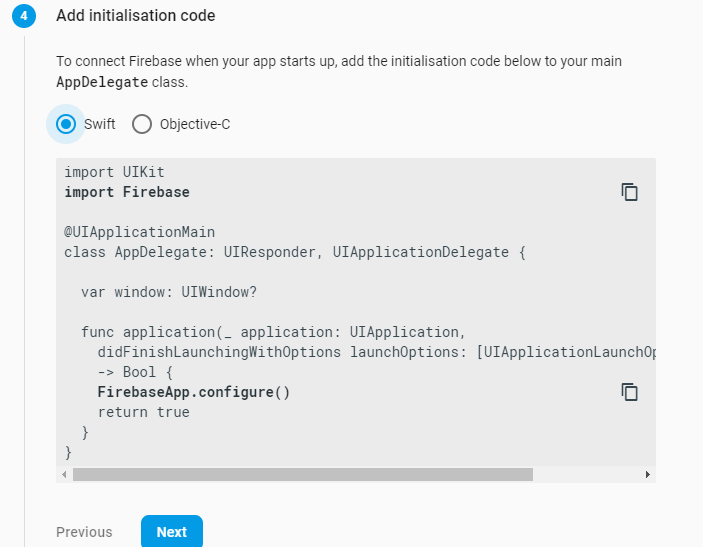 4 Add initialisation code
To connect Firebase when your app starts up, add the initialisation code below to your main
AppDelegate class.
Swift Objective-C
import UIKit
import Firebase
@UIApplicationMain
class AppDelegate: UIResponder, UIApplicationDelegate {
var window: UIWindow?
func application(_ application: UIApplication,
didFinishLaunchingWithOptions launchOptions: [UIApplicationLaunchOp
-> Bool {
FirebaseApp.configure()
return true
}
}
Previous Next